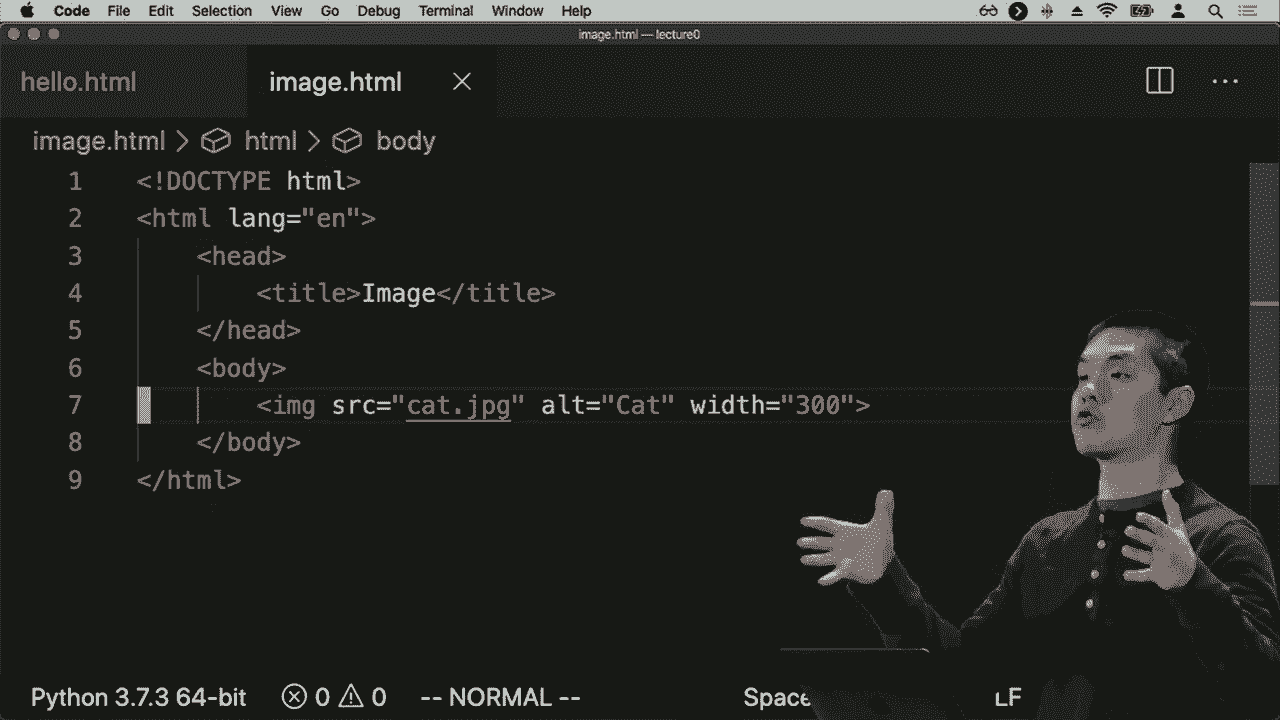 Code File Edit Selection View Go Debug Terminal Window Help
image.html — lecture0
hello.html image.html
image.html > html > body
1 <!DOCTYPE html>
2 <html lang="en">
3 <head>
4 <title>Image</title>
5 </head>
6 <body>
7 <img src="cat.jpg" alt="Cat" width="300">
8 </body>
9 </html>
Python 3.7.3 64-bit 0 0 -- NORMAL -- Space LF